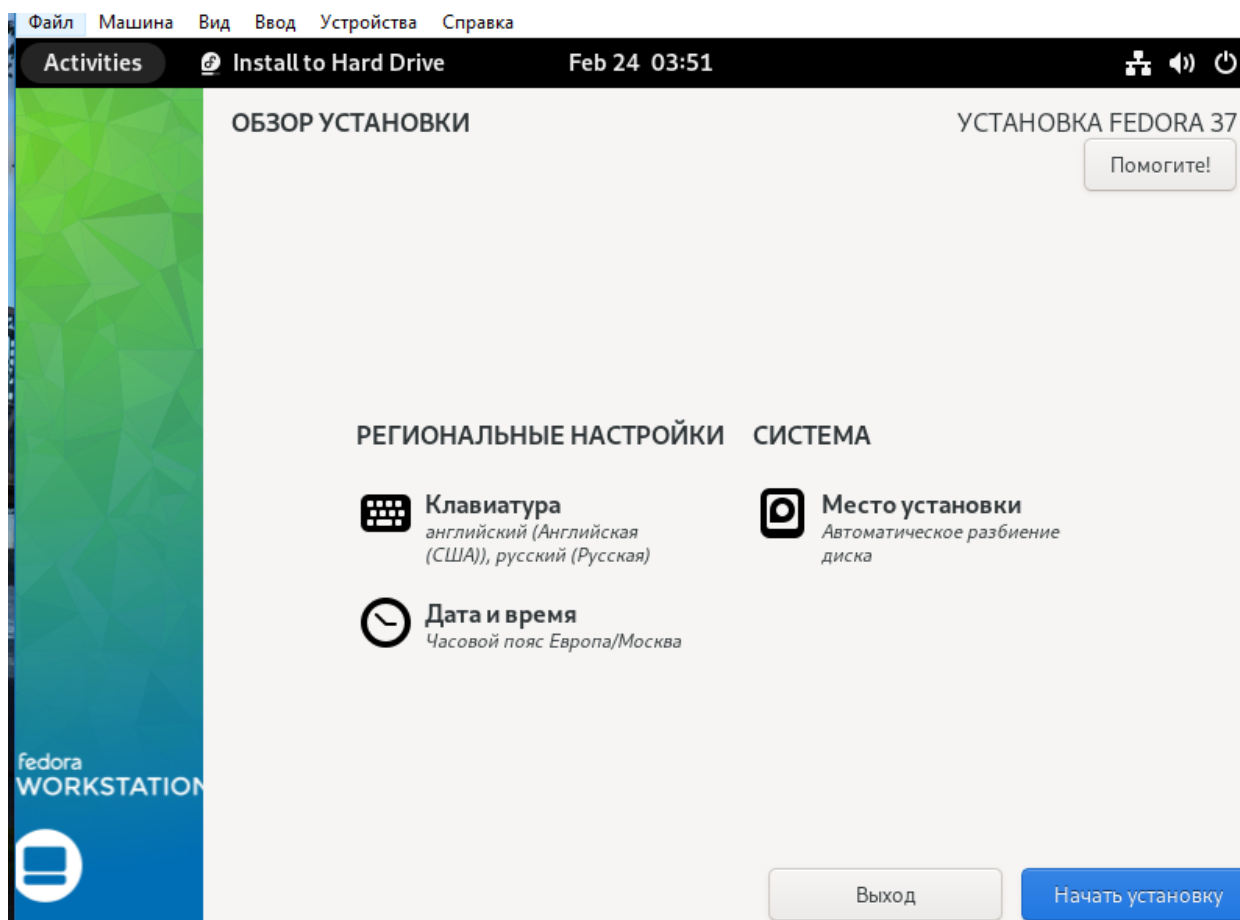 Файл Машина Вид Ввод Устройства Справка
Activities Install to Hard Drive Feb 24 03:51
ОБЗОР УСТАНОВКИ УСТАНОВКА FEDORA 37
Помогите!
РЕГИОНАЛЬНЫЕ НАСТРОЙКИ СИСТЕМА
Клавиатура
английский (Английская
(США)), русский (Русская)
Место установки
Автоматическое разбиение
диска
Дата и время
Часовой пояс Европа/Москва
fedora
WORKSTATION
Выход Начать установку